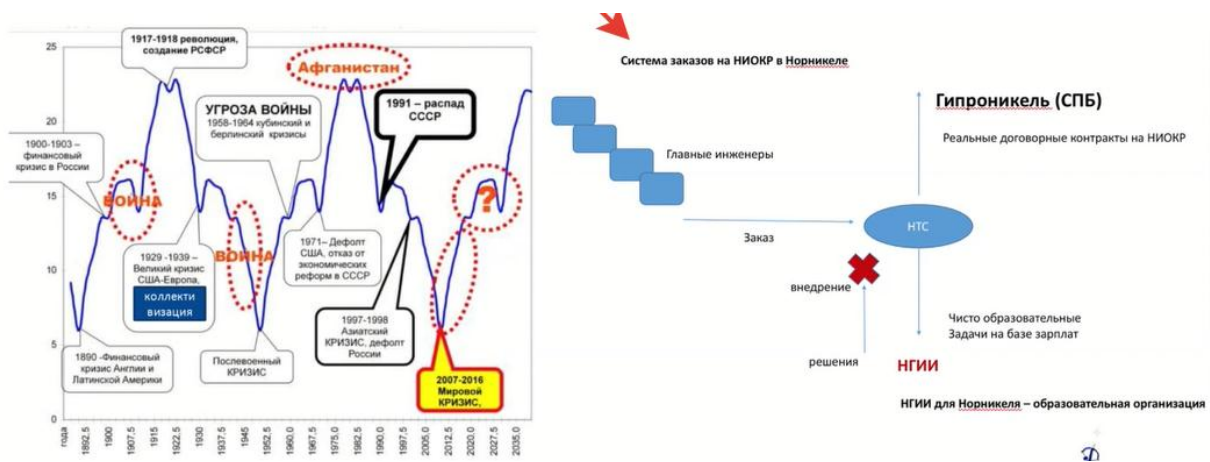 1917-1918 революция,
создание РСФСР
25
20
15
10
5
0
Афганистан
УГРОЗА ВОЙНЫ
1958-1964 кубинский и
берлинский кризисы
1991 – распад
СССР
1900-1903 –
финансовый
кризис в России
ВОЙНА
1929 -1939 –
Великий кризис
США-Европа,
коллекти
визация
ВОЙНА
1971– Дефолт
США, отказ от
экономических
реформ в СССР
?
1997-1998
Азиатский
КРИЗИС, дефолт
России
1890 -Финансовый
кризис Англии и
Латинской Америки
Послевоенный
КРИЗИС
2007-2016
Мировой
КРИЗИС,
года
1892,5
1900
1907,5
1915
1922,5
1930
1937,5
1945
1952,5
1960,0
1967,5
1975,0
1982,5
1990,0
1997,5
2005,0
2012,5
2020,0
2027,5
2035,0
Система заказов на НИОКР в Норникеле
Гипроникель (СПБ)
Реальные договорные контракты на НИОКР
Главные инженеры
НТС
Заказ
внедрение
Чисто образовательные
Задачи на базе зарплат
решения
НГИИ
НГИИ для Норникеля – образовательная организация